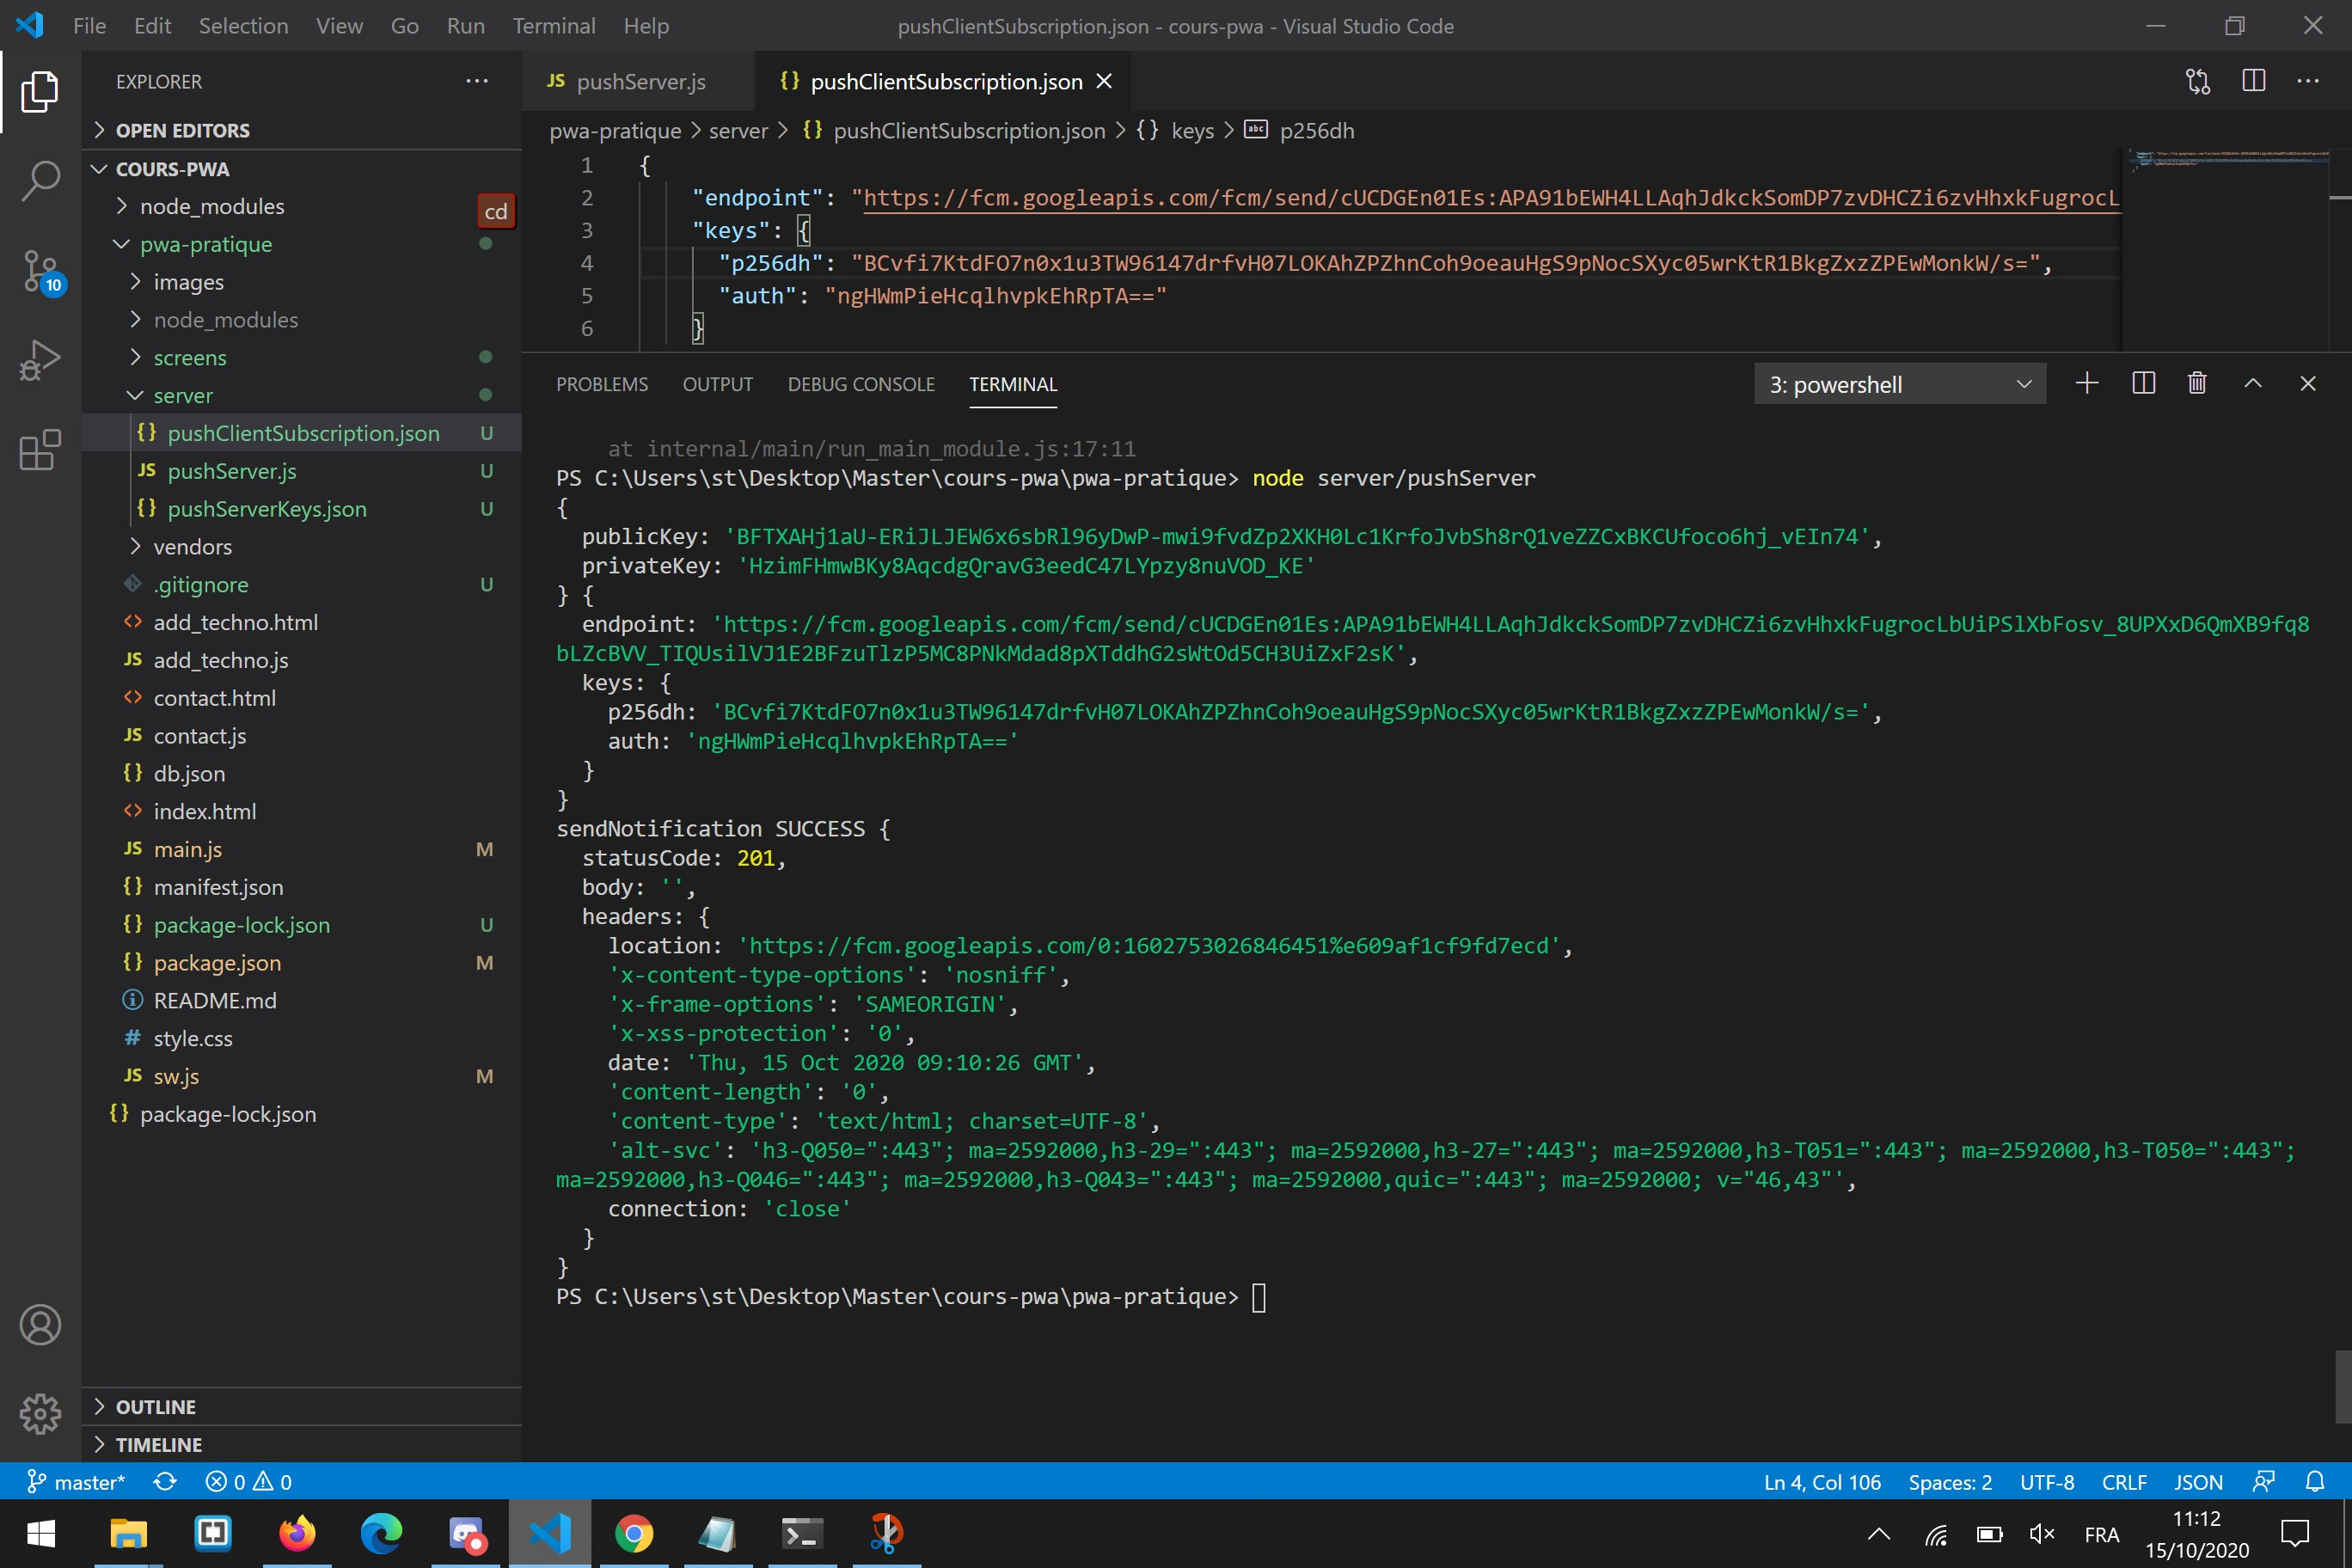 File Edit Selection View Go Run Terminal Help
pushClientSubscription.json - cours-pwa - Visual Studio Code
EXPLORER
OPEN EDITORS
COURS-PWA
node_modules
cd
pwa-pratique
images
node_modules
screens
server
{} pushClientSubscription.json U
JS pushServer.js U
{} pushServerKeys.json U
vendors
.gitignore U
<> add_techno.html
JS add_techno.js
<> contact.html
JS contact.js
{} db.json
<> index.html
JS main.js M
{} manifest.json
{} package-lock.json U
{} package.json M
README.md
# style.css
JS sw.js M
{} package-lock.json
OUTLINE
TIMELINE
10
JS pushServer.js
{} pushClientSubscription.json
pwa-pratique > server > {} pushClientSubscription.json > {} keys > abc p256dh
1 {
2 "endpoint": "https://fcm.googleapis.com/fcm/send/cUCDGEn01Es:APA91bEWH4LLAqhJdkckSomDP7zvDHCZi6zvHhxkFugrocL
3 "keys": {
4 "p256dh": "BCvfi7KtdFO7n0x1u3TW96147drfvH07LOKAhZPZhnCoh9oeauHgS9pNocSXyc05wrKtR1BkgZxzZPEwMonkW/s=",
5 "auth": "ngHWmPieHcqlhvpkEhRpTA=="
6 }
PROBLEMS OUTPUT DEBUG CONSOLE TERMINAL
3: powershell
at internal/main/run_main_module.js:17:11
PS C:\Users\st\Desktop\Master\cours-pwa\pwa-pratique> node server/pushServer
{
publicKey: 'BFTXAHj1aU-ERiJLJEW6x6sbRl96yDwP-mwi9fvdZp2XKH0Lc1KrfoJvbSh8rQ1veZZCxBKCUfoco6hj_vEIn74',
privateKey: 'HzimFHmwBKy8AqcdgQravG3eedC47LYpzy8nuVOD_KE'
} {
endpoint: 'https://fcm.googleapis.com/fcm/send/cUCDGEn01Es:APA91bEWH4LLAqhJdkckSomDP7zvDHCZi6zvHhxkFugrocLbUiPSlXbFosv_8UPXxD6QmXB9fq8
bLZcBVV_TIQUsilVJ1E2BFzuTlzP5MC8PNkMdad8pXTddhG2sWtOd5CH3UiZxF2sK',
keys: {
p256dh: 'BCvfi7KtdFO7n0x1u3TW96147drfvH07LOKAhZPZhnCoh9oeauHgS9pNocSXyc05wrKtR1BkgZxzZPEwMonkW/s=',
auth: 'ngHWmPieHcqlhvpkEhRpTA=='
}
}
sendNotification SUCCESS {
statusCode: 201,
body: '',
headers: {
location: 'https://fcm.googleapis.com/0:1602753026846451%e609af1cf9fd7ecd',
'x-content-type-options': 'nosniff',
'x-frame-options': 'SAMEORIGIN',
'x-xss-protection': '0',
date: 'Thu, 15 Oct 2020 09:10:26 GMT',
'content-length': '0',
'content-type': 'text/html; charset=UTF-8',
'alt-svc': 'h3-Q050=":443"; ma=2592000,h3-29=":443"; ma=2592000,h3-27=":443"; ma=2592000,h3-T051=":443"; ma=2592000,h3-T050=":443";
ma=2592000,h3-Q046=":443"; ma=2592000,h3-Q043=":443"; ma=2592000,quic=":443"; ma=2592000; v="46,43"',
connection: 'close'
}
}
PS C:\Users\st\Desktop\Master\cours-pwa\pwa-pratique>
master* 0 0 Ln 4, Col 106 Spaces: 2 UTF-8 CRLF JSON
FRA
11:12
15/10/2020